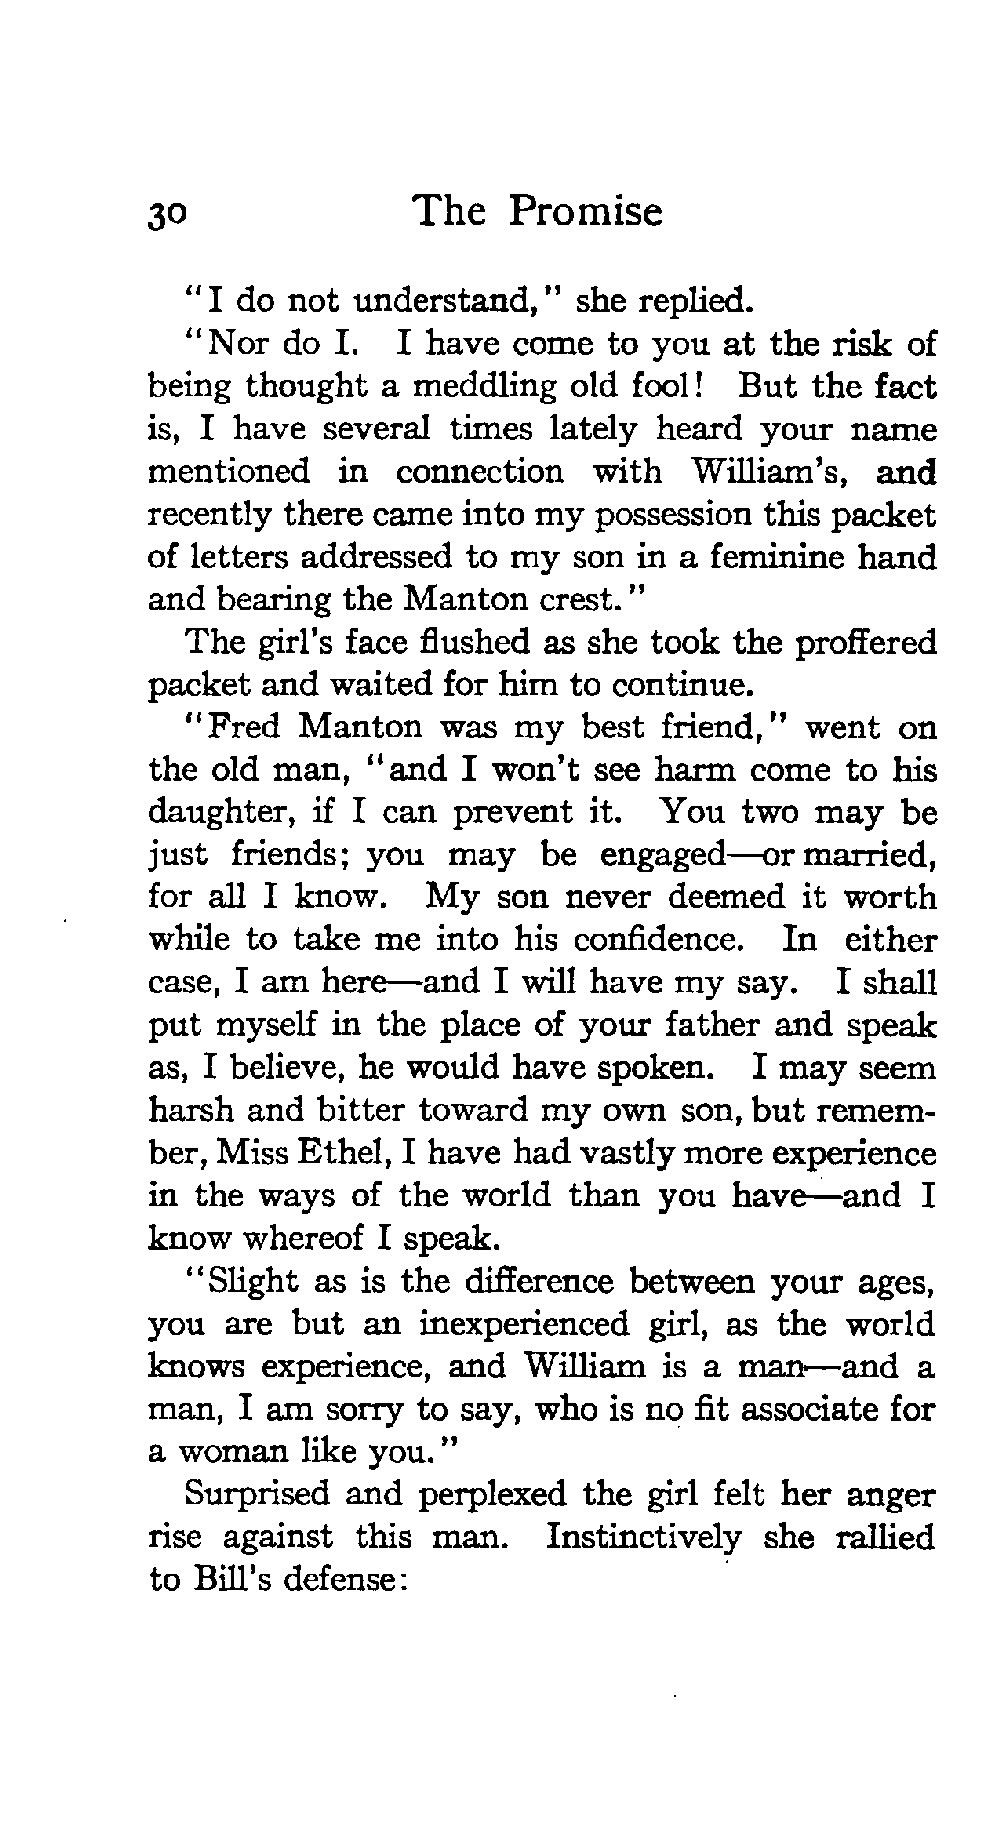 30 The Promise
"I do not understand," she replied.
"Nor do I. I have come to you at the risk of
being thought a meddling old fool! But the fact
is, I have several times lately heard your name
mentioned in connection with William's, and
recently there came into my possession this packet
of letters addressed to my son in a feminine hand
and bearing the Manton crest."
The girl's face flushed as she took the proffered
packet and waited for him to continue.
"Fred Manton was my best friend," went on
the old man, "and I won't see harm come to his
daughter, if I can prevent it. You two may be
just friends; you may be engaged—or married,
for all I know. My son never deemed it worth
while to take me into his confidence. In either
case, I am here—and I will have my say. I shall
put myself in the place of your father and speak
as, I believe, he would have spoken. I may seem
harsh and bitter toward my own son, but remem-
ber, Miss Ethel, I have had vastly more experience
in the ways of the world than you have—and I
know whereof I speak.
"Slight as is the difference between your ages,
you are but an inexperienced girl, as the world
knows experience, and William is a man—and a
man, I am sorry to say, who is no fit associate for
a woman like you."
Surprised and perplexed the girl felt her anger
rise against this man. Instinctively she rallied
to Bill's defense: